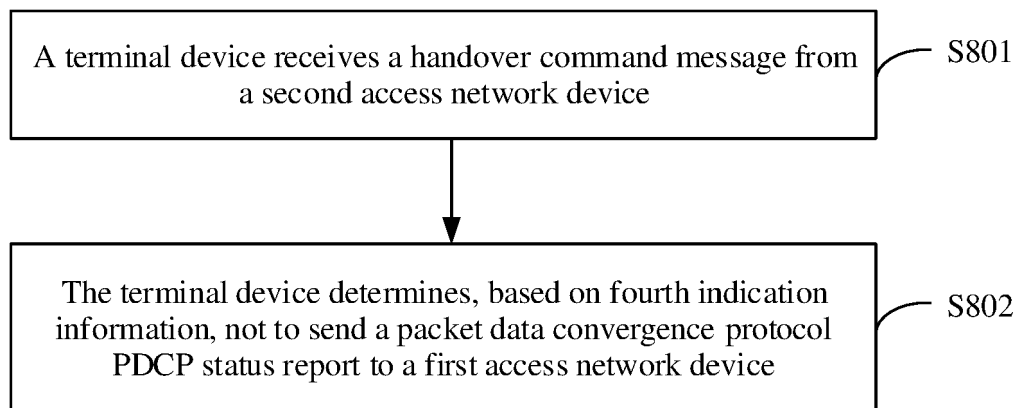 A terminal device receives a handover command message from
a second access network device
S801
The terminal device determines, based on fourth indication
information, not to send a packet data convergence protocol
PDCP status report to a first access network device
S802